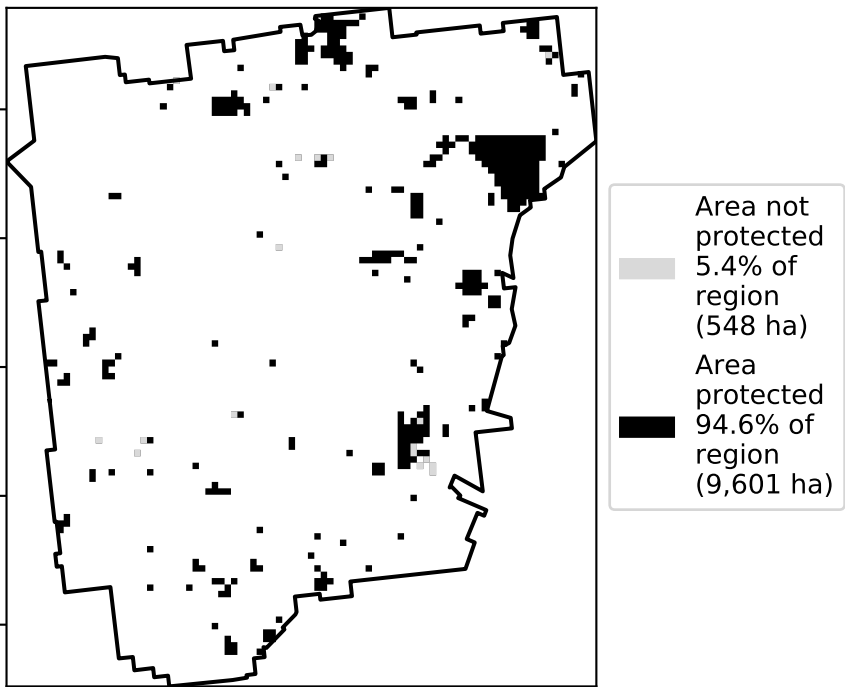 Area not
protected
5.4% of
region
(548 ha)
Area
protected
94.6% of
region
(9,601 ha)